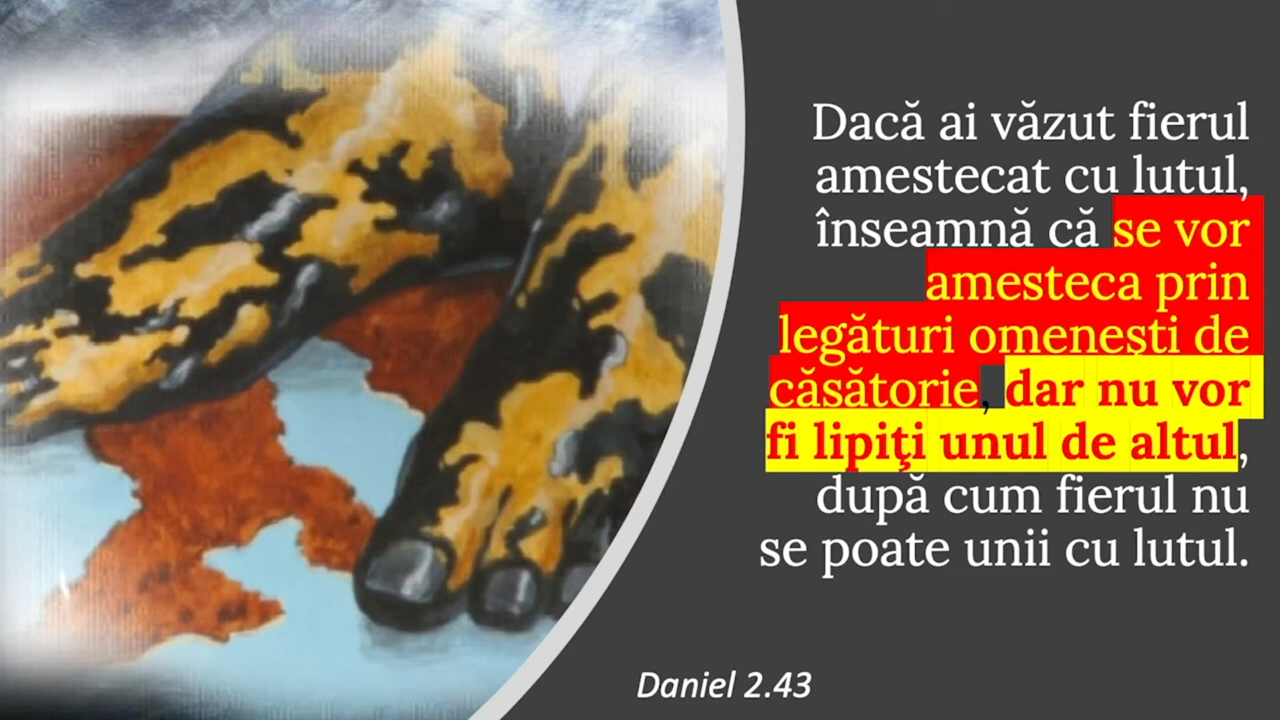 Dacă ai văzut fierul
amestecat cu lutul,
înseamnă că se vor
amesteca prin
legături omenești de
căsătorie, dar nu vor
fi lipiţi unul de altul,
după cum fierul nu
se poate unii cu lutul.
Daniel 2.43